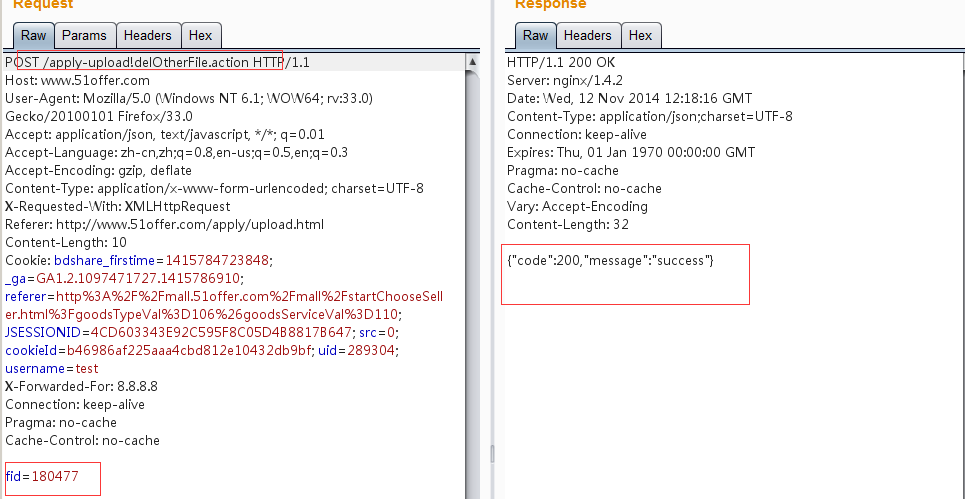 Request
Raw Params Headers Hex
POST /apply-upload!delOtherFile.action HTTP/1.1
Host: www.51offer.com
User-Agent: Mozilla/5.0 (Windows NT 6.1; WOW64; rv:33.0)
Gecko/20100101 Firefox/33.0
Accept: application/json, text/javascript, */*; q=0.01
Accept-Language: zh-cn,zh;q=0.8,en-us;q=0.5,en;q=0.3
Accept-Encoding: gzip, deflate
Content-Type: application/x-www-form-urlencoded; charset=UTF-8
X-Requested-With: XMLHttpRequest
Referer: http://www.51offer.com/apply/upload.html
Content-Length: 10
Cookie: bdshare_firstime=1415784723848;
_ga=GA1.2.1097471727.1415786910;
referer=http%3A%2F%2Fmall.51offer.com%2Fmall%2FstartChooseSell
er.html%3FgoodsTypeVal%3D106%26goodsServiceVal%3D110;
JSESSIONID=4CD603343E92C595F8C05D4B8817B647; src=0;
cookieId=b46986af225aaa4cbd812e10432db9bf; uid=289304;
username=test
X-Forwarded-For: 8.8.8.8
Connection: keep-alive
Pragma: no-cache
Cache-Control: no-cache
fid=180477
Response
Raw Headers Hex
HTTP/1.1 200 OK
Server: nginx/1.4.2
Date: Wed, 12 Nov 2014 12:18:16 GMT
Content-Type: application/json;charset=UTF-8
Connection: keep-alive
Expires: Thu, 01 Jan 1970 00:00:00 GMT
Pragma: no-cache
Cache-Control: no-cache
Vary: Accept-Encoding
Content-Length: 32
{"code":200,"message":"success"}